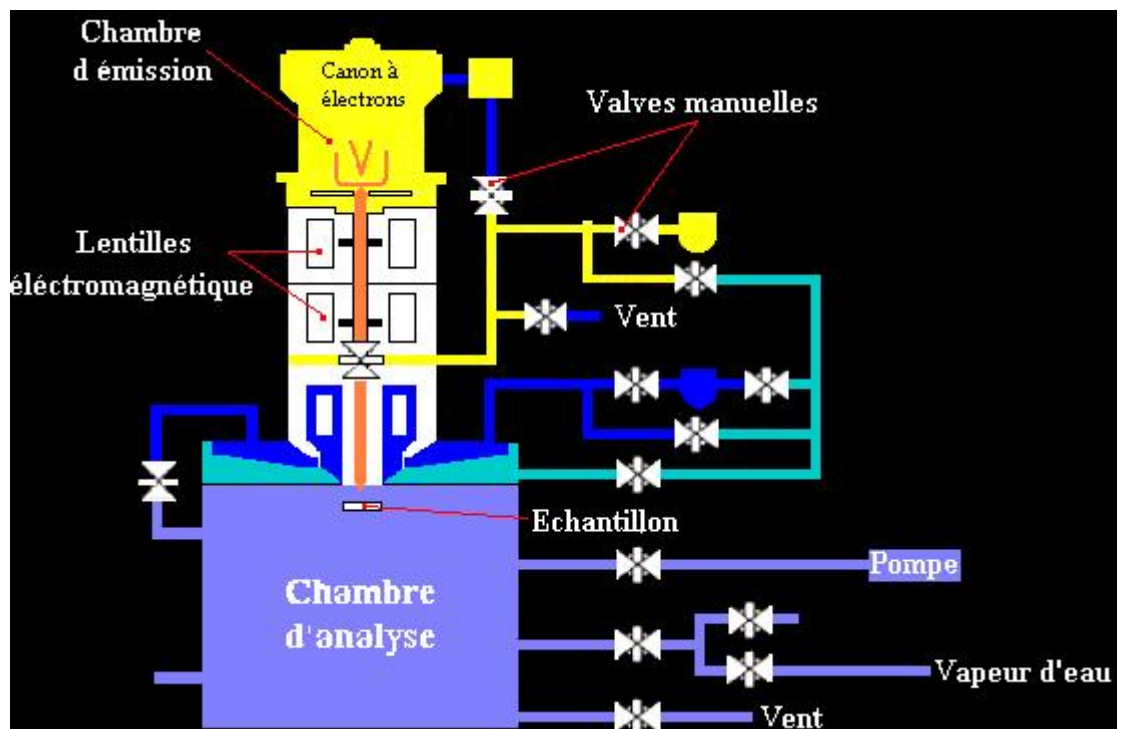 Chambre
d émission
Canon à
électrons
Valves manuelles
Lentilles
éléctromagnétique
Vent
Echantillon
Pompe
Chambre
d'analyse
Vapeur d'eau
Vent